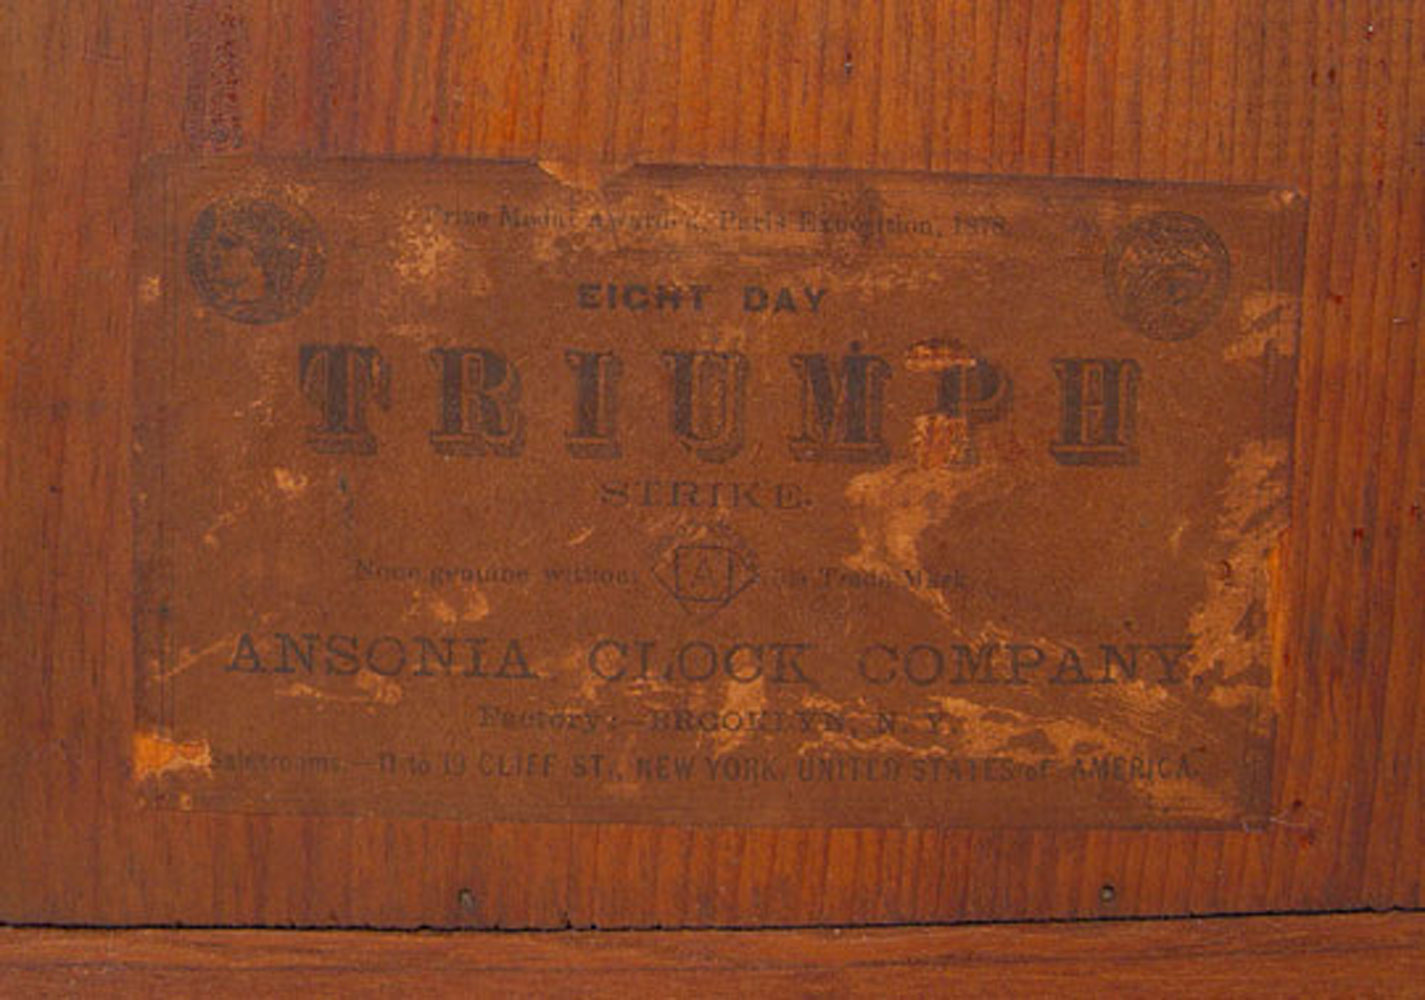 Prize Medal Awarded, Paris Exposition, 1878.
EIGHT DAY
TRIUMPH
STRIKE.
None genuine without A this Trade Mark
ANSONIA CLOCK COMPANY,
Factory:—BROOKLYN, N. Y.
Salesrooms,—11 to 19 CLIFF ST., NEW YORK, UNITED STATES of AMERICA.